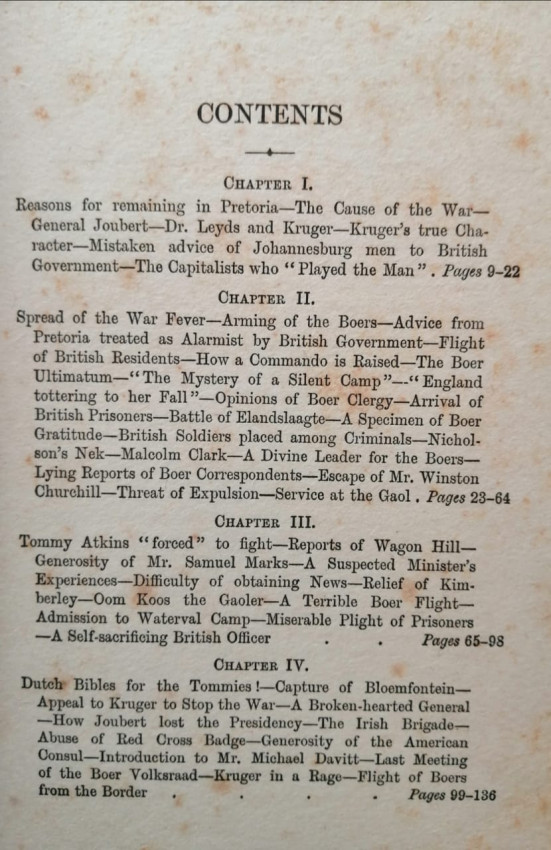 CONTENTS
CHAPTER I.
Reasons for remaining in Pretoria—The Cause of the War—
General Joubert—Dr. Leyds and Kruger—Kruger's true Cha-
racter—Mistaken advice of Johannesburg men to British
Government—The Capitalists who "Played the Man" . Pages 9–22
CHAPTER II.
Spread of the War Fever—Arming of the Boers—Advice from
Pretoria treated as Alarmist by British Government—Flight
of British Residents—How a Commando is Raised—The Boer
Ultimatum—"The Mystery of a Silent Camp"—"England
tottering to her Fall"—Opinions of Boer Clergy—Arrival of
British Prisoners—Battle of Elandslaagte—A Specimen of Boer
Gratitude—British Soldiers placed among Criminals—Nichol-
son's Nek—Malcolm Clark—A Divine Leader for the Boers—
Lying Reports of Boer Correspondents—Escape of Mr. Winston
Churchill—Threat of Expulsion—Service at the Gaol . Pages 23–64
CHAPTER III.
Tommy Atkins "forced" to fight—Reports of Wagon Hill—
Generosity of Mr. Samuel Marks—A Suspected Minister's
Experiences—Difficulty of obtaining News—Relief of Kim-
berley—Oom Koos the Gaoler—A Terrible Boer Flight—
Admission to Waterval Camp—Miserable Plight of Prisoners
—A Self-sacrificing British Officer . . Pages 65–98
CHAPTER IV.
Dutch Bibles for the Tommies!—Capture of Bloemfontein—
Appeal to Kruger to Stop the War—A Broken-hearted General
—How Joubert lost the Presidency—The Irish Brigade—
Abuse of Red Cross Badge—Generosity of the American
Consul—Introduction to Mr. Michael Davitt—Last Meeting
of the Boer Volksraad—Kruger in a Rage—Flight of Boers
from the Border . . . . Pages 99–136